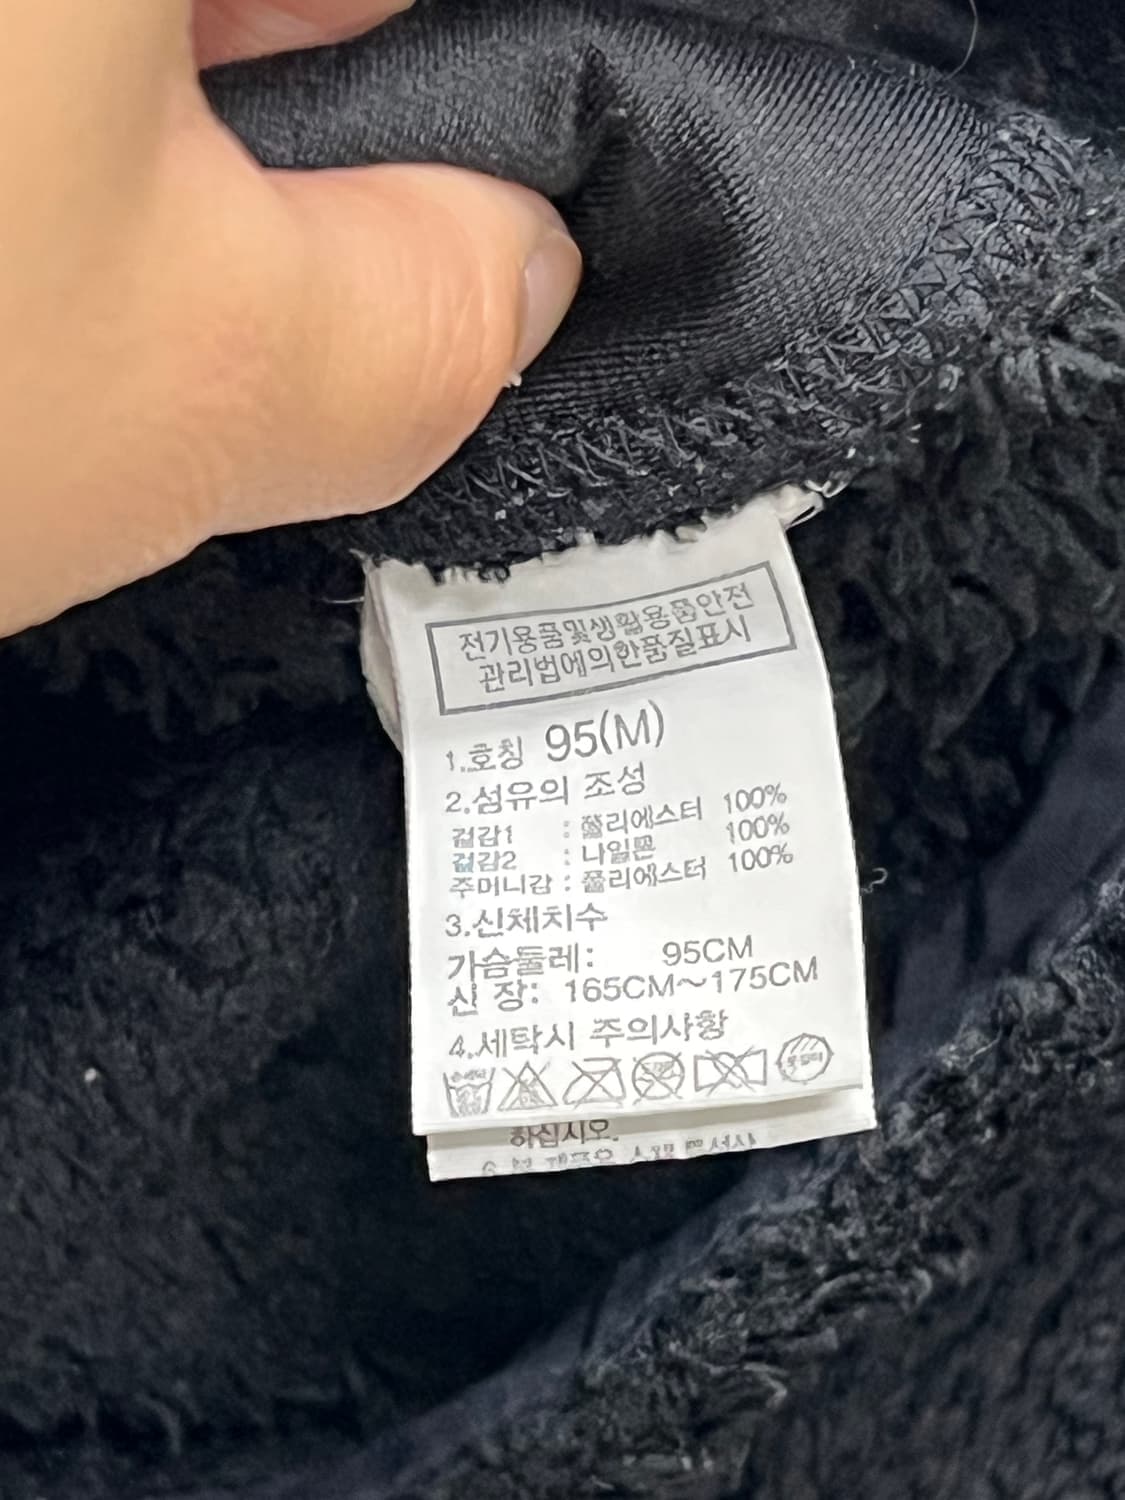 전기용품및생활용품안전
관리법에의한품질표시
1.호칭 95(M)
2.섬유의 조성
겉감1 : 폴리에스터 100%
겉감2 : 나일론 100%
주머니감 : 폴리에스터 100%
3.신체치수
가슴둘레: 95CM
신 장: 165CM~175CM
4.세탁시 주의사항
하십시오.